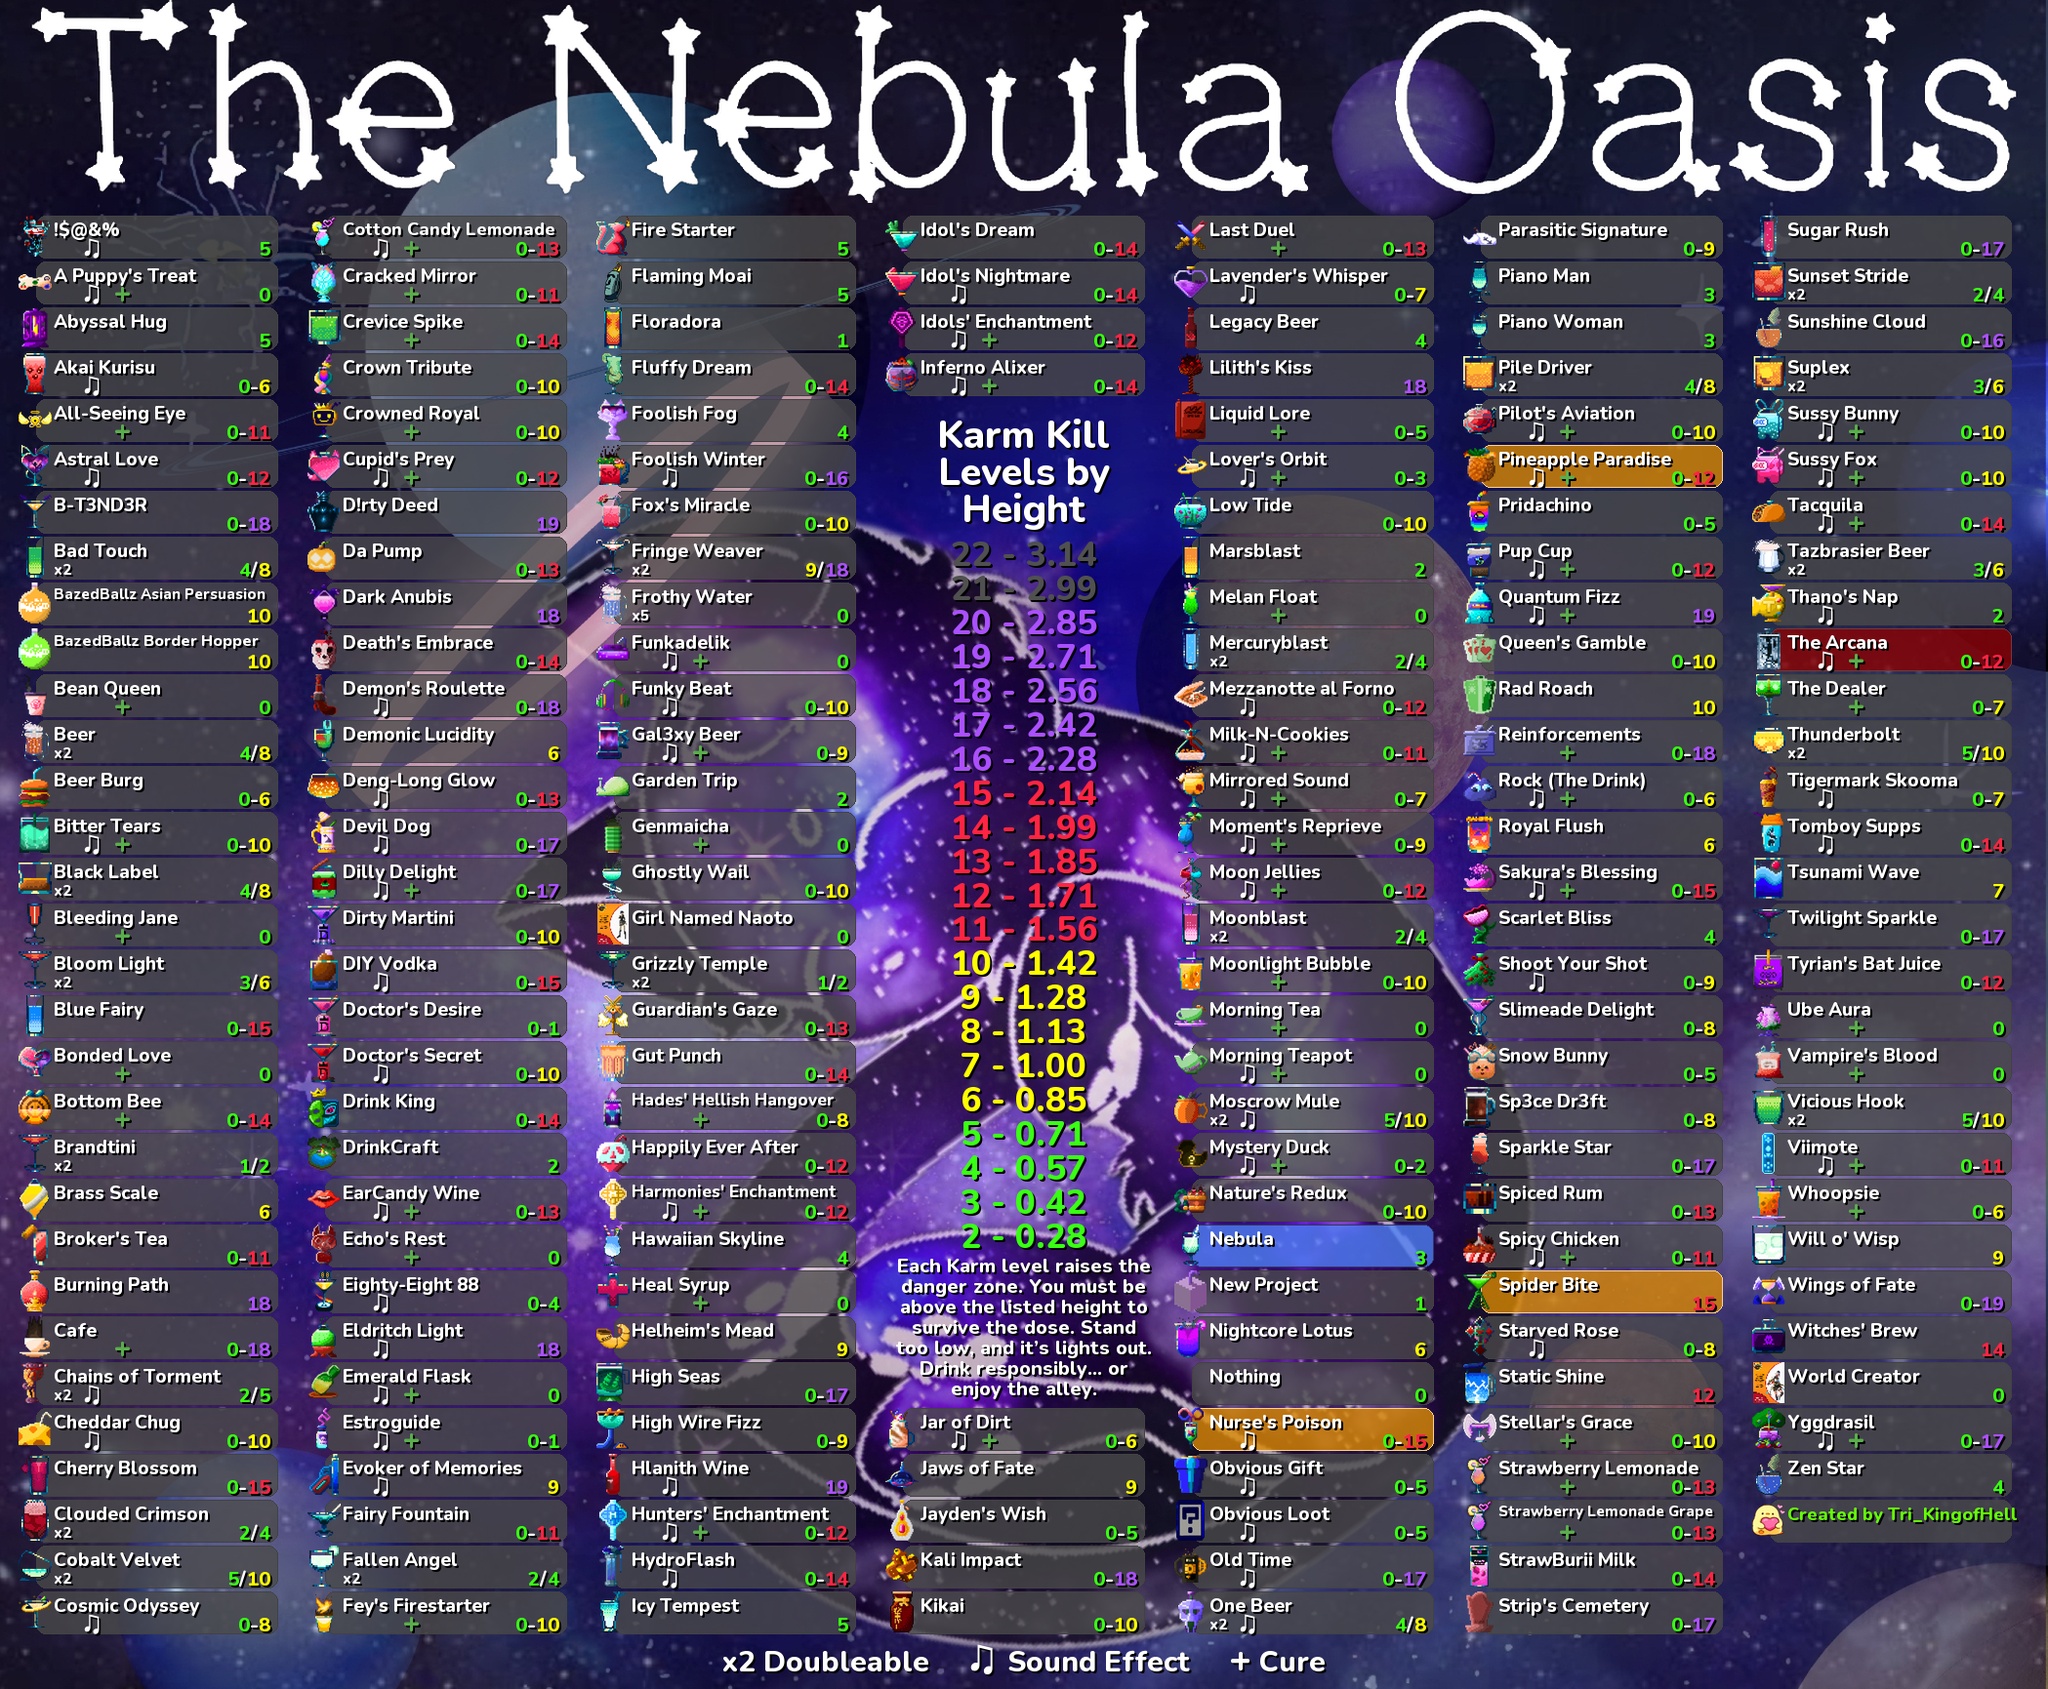 The Nebula Oasis
!$@&%
♫ 5
A Puppy's Treat
♫ + 0
Abyssal Hug
5
Akai Kurisu
♫ 0-6
All-Seeing Eye
+ 0-11
Astral Love
♫ 0-12
B-T3ND3R
0-18
Bad Touch
x2 4/8
BazedBallz Asian Persuasion
10
BazedBallz Border Hopper
10
Bean Queen
+ 0
Beer
x2 4/8
Beer Burg
0-6
Bitter Tears
♫ + 0-10
Black Label
x2 4/8
Bleeding Jane
+ 0
Bloom Light
x2 3/6
Blue Fairy
0-15
Bonded Love
+ 0
Bottom Bee
+ 0-14
Brandtini
x2 1/2
Brass Scale
6
Broker's Tea
0-11
Burning Path
18
Cafe
+ 0-18
Chains of Torment
x2 ♫ 2/5
Cheddar Chug
♫ 0-10
Cherry Blossom
0-15
Clouded Crimson
x2 2/4
Cobalt Velvet
x2 5/10
Cosmic Odyssey
♫ 0-8
Cotton Candy Lemonade
♫ + 0-13
Cracked Mirror
+ 0-11
Crevice Spike
+ 0-14
Crown Tribute
0-10
Crowned Royal
+ 0-10
Cupid's Prey
♫ + 0-12
D!rty Deed
19
Da Pump
0-13
Dark Anubis
18
Death's Embrace
0-14
Demon's Roulette
♫ 0-18
Demonic Lucidity
6
Deng-Long Glow
♫ 0-13
Devil Dog
♫ 0-17
Dilly Delight
♫ + 0-17
Dirty Martini
0-10
DIY Vodka
♫ 0-15
Doctor's Desire
0-1
Doctor's Secret
♫ 0-10
Drink King
0-14
DrinkCraft
2
EarCandy Wine
♫ + 0-13
Echo's Rest
+ 0
Eighty-Eight 88
♫ 0-4
Eldritch Light
♫ 18
Emerald Flask
♫ + 0
Estroguide
♫ + 0-1
Evoker of Memories
♫ 9
Fairy Fountain
0-11
Fallen Angel
x2 2/4
Fey's Firestarter
+ 0-10
Fire Starter
5
Flaming Moai
5
Floradora
1
Fluffy Dream
0-14
Foolish Fog
4
Foolish Winter
♫ 0-16
Fox's Miracle
0-10
Fringe Weaver
x2 9/18
Frothy Water
x5 0
Funkadelik
♫ + 0
Funky Beat
♫ 0-10
Gal3xy Beer
♫ + 0-9
Garden Trip
2
Genmaicha
+ 0
Ghostly Wail
0-10
Girl Named Naoto
0
Grizzly Temple
x2 1/2
Guardian's Gaze
0-13
Gut Punch
0-14
Hades' Hellish Hangover
+ 0-8
Happily Ever After
0-12
Harmonies' Enchantment
♫ + 0-12
Hawaiian Skyline
4
Heal Syrup
+ 0
Helheim's Mead
9
High Seas
0-17
High Wire Fizz
0-9
Hlanith Wine
19
Hunters' Enchantment
♫ + 0-12
HydroFlash
♫ 0-14
Icy Tempest
5
Idol's Dream
0-14
Idol's Nightmare
♫ 0-14
Idols' Enchantment
♫ + 0-12
Inferno Alixer
♫ + 0-14
Karm Kill
Levels by
Height
22 - 3.14
21 - 2.99
20 - 2.85
19 - 2.71
18 - 2.56
17 - 2.42
16 - 2.28
15 - 2.14
14 - 1.99
13 - 1.85
12 - 1.71
11 - 1.56
10 - 1.42
9 - 1.28
8 - 1.13
7 - 1.00
6 - 0.85
5 - 0.71
4 - 0.57
3 - 0.42
2 - 0.28
Each Karm level raises the
danger zone. You must be
above the listed height to
survive the dose. Stand
too low, and it's lights out.
Drink responsibly... or
enjoy the alley.
Jar of Dirt
♫ + 0-6
Jaws of Fate
9
Jayden's Wish
0-5
Kali Impact
0-18
Kikai
0-10
Last Duel
+ 0-13
Lavender's Whisper
♫ 0-7
Legacy Beer
4
Lilith's Kiss
18
Liquid Lore
+ 0-5
Lover's Orbit
♫ + 0-3
Low Tide
0-10
Marsblast
2
Melan Float
+ 0
Mercuryblast
x2 2/4
Mezzanotte al Forno
♫ 0-12
Milk-N-Cookies
♫ + 0-11
Mirrored Sound
♫ + 0-7
Moment's Reprieve
♫ + 0-9
Moon Jellies
♫ + 0-12
Moonblast
x2 2/4
Moonlight Bubble
+ 0-10
Morning Tea
+ 0
Morning Teapot
♫ + 0
Moscrow Mule
x2 ♫ 5/10
Mystery Duck
♫ + 0-2
Nature's Redux
0-10
Nebula
3
New Project
1
Nightcore Lotus
6
Nothing
0
Nurse's Poison
♫ 0-15
Obvious Gift
♫ 0-5
Obvious Loot
♫ 0-5
Old Time
♫ 0-17
One Beer
x2 ♫ 4/8
Parasitic Signature
0-9
Piano Man
3
Piano Woman
3
Pile Driver
x2 4/8
Pilot's Aviation
♫ + 0-10
Pineapple Paradise
♫ + 0-12
Pridachino
0-5
Pup Cup
♫ + 0-12
Quantum Fizz
♫ + 19
Queen's Gamble
0-10
Rad Roach
10
Reinforcements
+ 0-18
Rock (The Drink)
♫ + 0-6
Royal Flush
6
Sakura's Blessing
♫ + 0-15
Scarlet Bliss
4
Shoot Your Shot
♫ 0-9
Slimeade Delight
0-8
Snow Bunny
0-5
Sp3ce Dr3ft
0-8
Sparkle Star
0-17
Spiced Rum
0-13
Spicy Chicken
♫ + 0-11
Spider Bite
15
Starved Rose
♫ 0-8
Static Shine
12
Stellar's Grace
+ 0-10
Strawberry Lemonade
+ 0-13
Strawberry Lemonade Grape
+ 0-13
StrawBurii Milk
0-14
Strip's Cemetery
0-17
Sugar Rush
0-17
Sunset Stride
x2 2/4
Sunshine Cloud
0-16
Suplex
x2 3/6
Sussy Bunny
♫ + 0-10
Sussy Fox
♫ + 0-10
Tacquila
♫ + 0-14
Tazbrasier Beer
x2 3/6
Thano's Nap
♫ 2
The Arcana
♫ + 0-12
The Dealer
+ 0-7
Thunderbolt
x2 5/10
Tigermark Skooma
♫ 0-7
Tomboy Supps
♫ 0-14
Tsunami Wave
7
Twilight Sparkle
0-17
Tyrian's Bat Juice
0-12
Ube Aura
+ 0
Vampire's Blood
+ 0
Vicious Hook
x2 5/10
Viimote
♫ + 0-11
Whoopsie
+ 0-6
Will o' Wisp
9
Wings of Fate
0-19
Witches' Brew
14
World Creator
0
Yggdrasil
♫ + 0-17
Zen Star
4
Created by Tri_KingofHell
x2 Doubleable ♫ Sound Effect + Cure